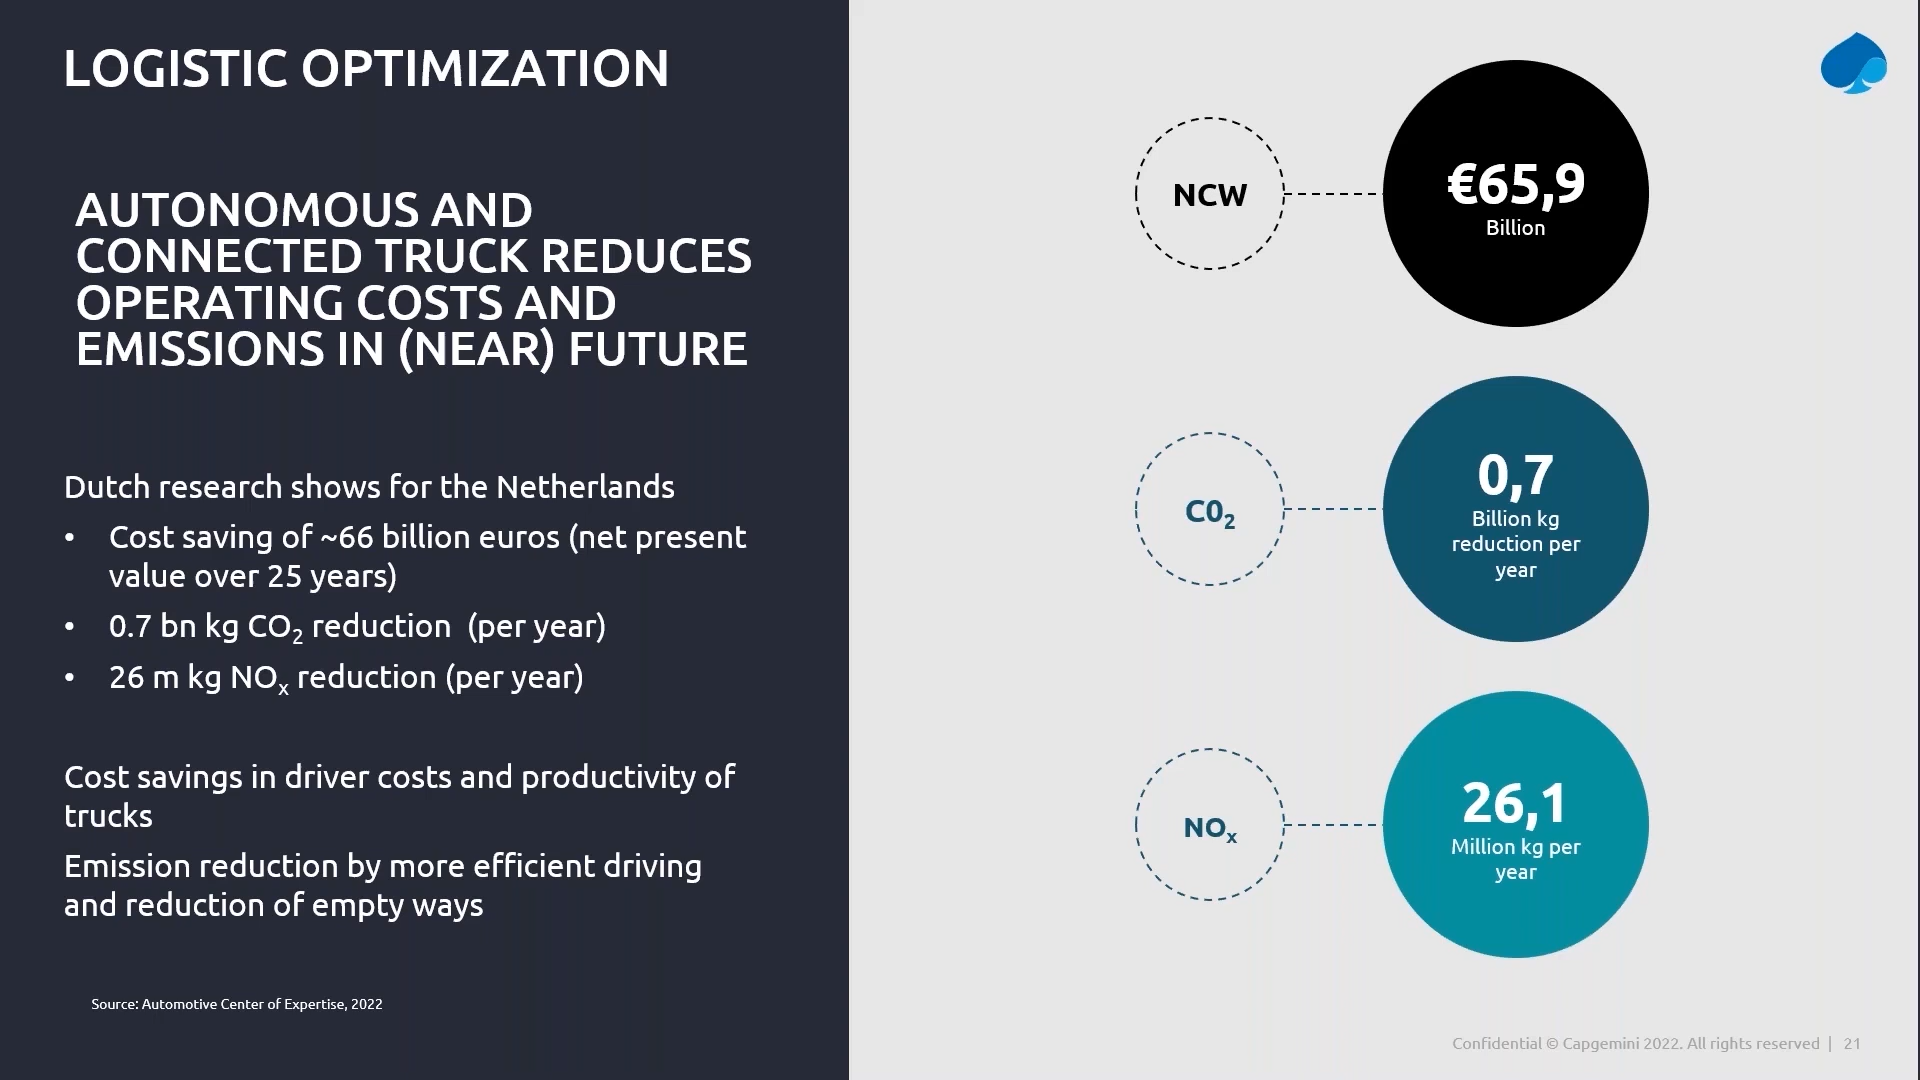 LOGISTIC OPTIMIZATION
AUTONOMOUS AND
CONNECTED TRUCK REDUCES
OPERATING COSTS AND
EMISSIONS IN (NEAR) FUTURE
Dutch research shows for the Netherlands
• Cost saving of ~66 billion euros (net present
value over 25 years)
• 0.7 bn kg CO₂ reduction (per year)
• 26 m kg NOₓ reduction (per year)
Cost savings in driver costs and productivity of
trucks
Emission reduction by more efficient driving
and reduction of empty ways
Source: Automotive Center of Expertise, 2022
NCW
€65,9
Billion
C0₂
0,7
Billion kg
reduction per
year
NOₓ
26,1
Million kg per
year
Confidential © Capgemini 2022. All rights reserved | 21